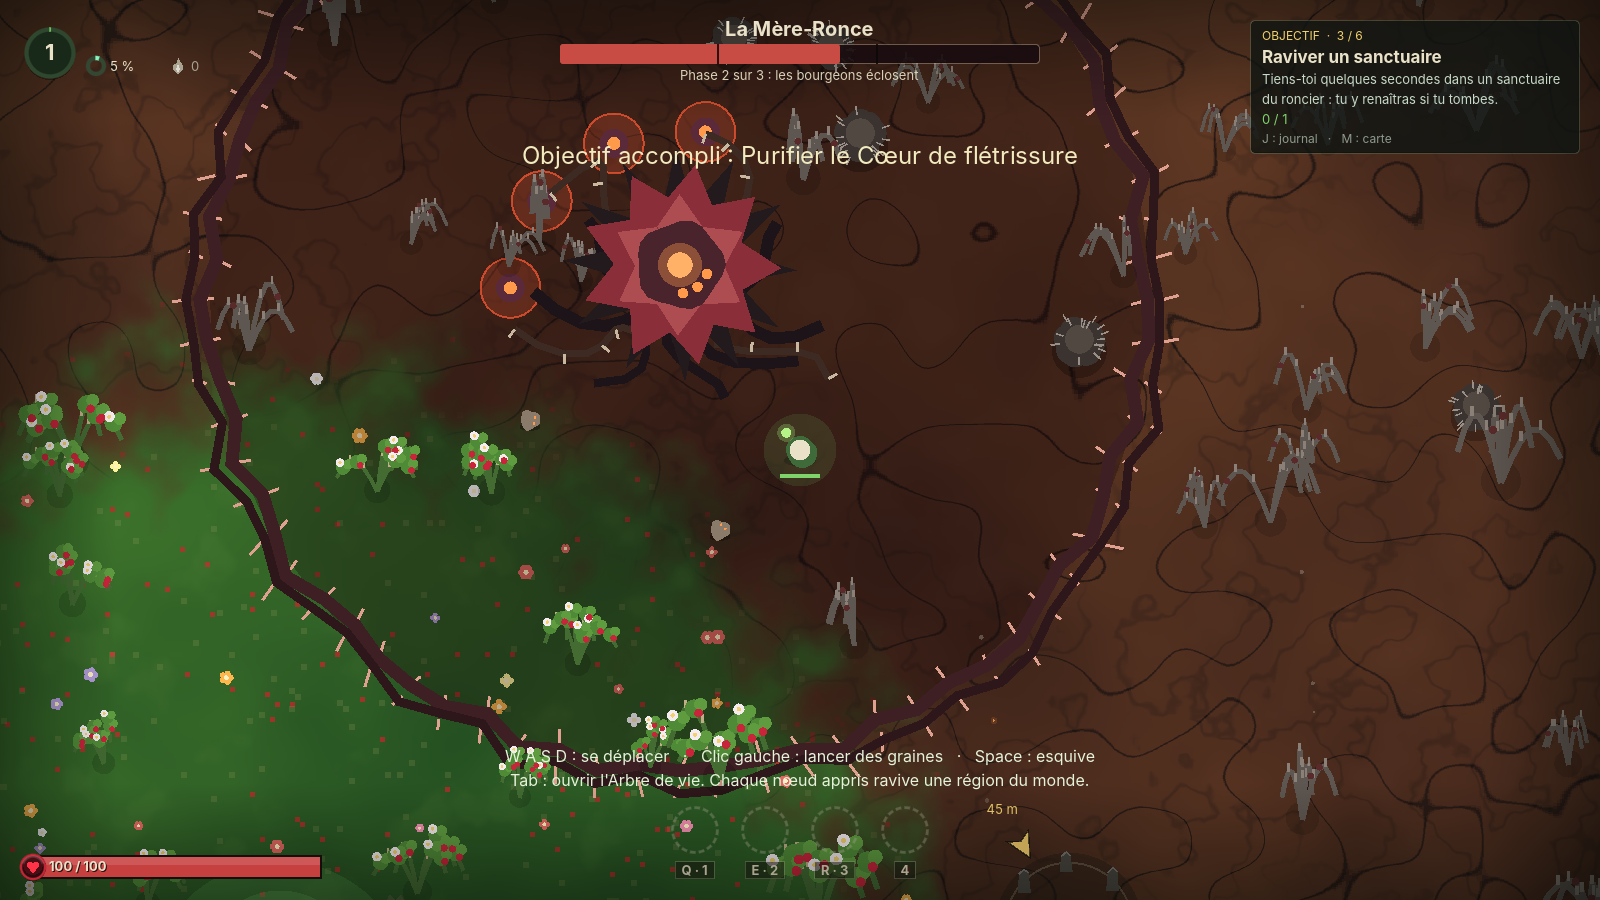 1
5 %
0
La Mère-Ronce
Phase 2 sur 3 : les bourgeons éclosent
OBJECTIF · 3 / 6
Raviver un sanctuaire
Tiens-toi quelques secondes dans un sanctuaire
du roncier : tu y renaîtras si tu tombes.
0 / 1
J : journal · M : carte
Objectif accompli : Purifier le Cœur de flétrissure
W A S D : se déplacer · Clic gauche : lancer des graines · Space : esquive
Tab : ouvrir l'Arbre de vie. Chaque nœud appris ravive une région du monde.
45 m
100 / 100
Q · 1
E · 2
R · 3
4